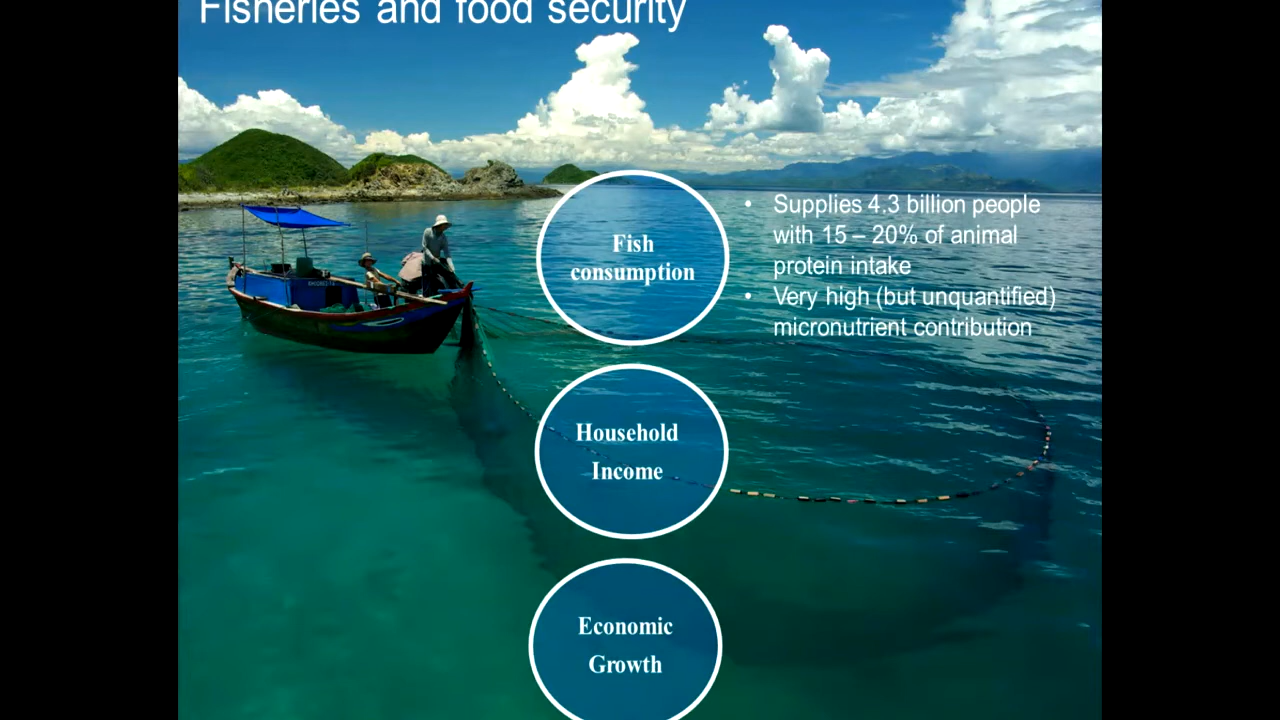 Fisheries and food security
Fish
consumption
• Supplies 4.3 billion people
with 15 – 20% of animal
protein intake
• Very high (but unquantified)
micronutrient contribution
Household
Income
Economic
Growth